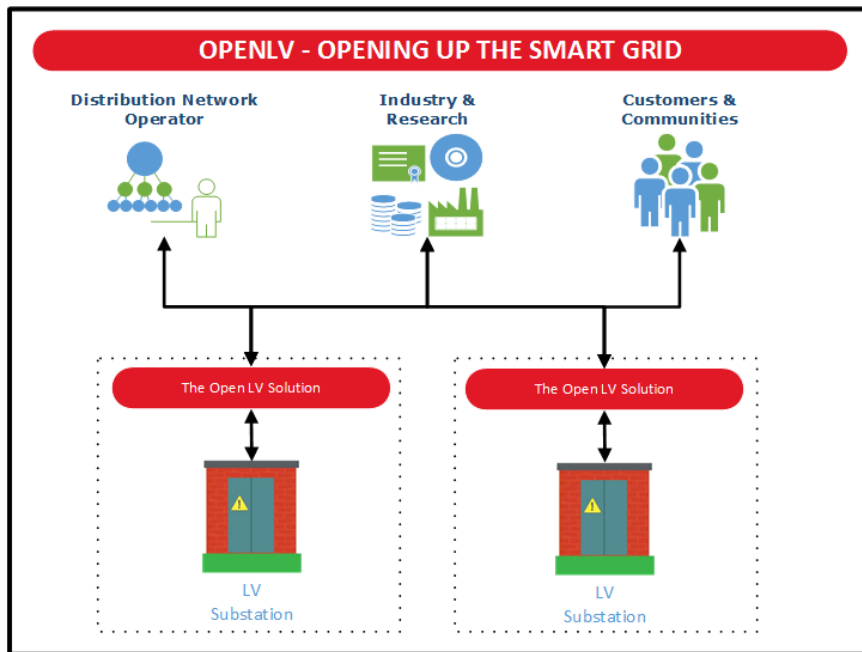 OPENLV - OPENING UP THE SMART GRID
Distribution Network
Operator
Industry &
Research
Customers &
Communities
The Open LV Solution
The Open LV Solution
LV
Substation
LV
Substation